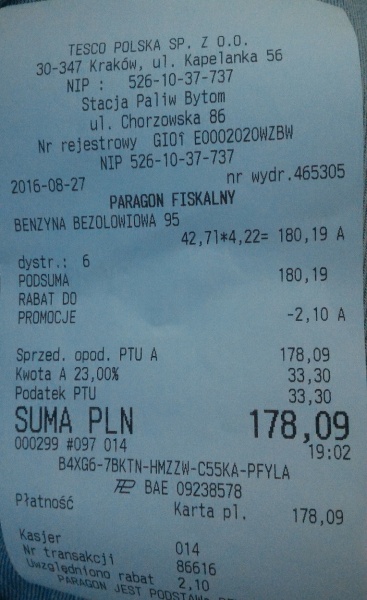 TESCO POLSKA SP. Z O.O.
30-347 Kraków, ul. Kapelanka 56
NIP : 526-10-37-737
Stacja Paliw Bytom
ul. Chorzowska 86
Nr rejestrowy GIOŚ E0002020WZBW
NIP 526-10-37-737
2016-08-27 nr wydr.465305
PARAGON FISKALNY
BENZYNA BEZOLOWIOWA 95
42,71*4,22= 180,19 A
dystr.: 6
PODSUMA 180,19
RABAT DO
PROMOCJE -2,10 A
Sprzed. opod. PTU A 178,09
Kwota A 23,00% 33,30
Podatek PTU 33,30
SUMA PLN 178,09
000299 #097 014 19:02
B4XG6-7BKTN-HMZZW-C55KA-PFYLA
BAE 09238578
Płatność Karta pl. 178,09
Kasjer 014
Nr transakcji 86616
Uwzględniono rabat 2,10
PARAGON JEST PODSTAWĄ